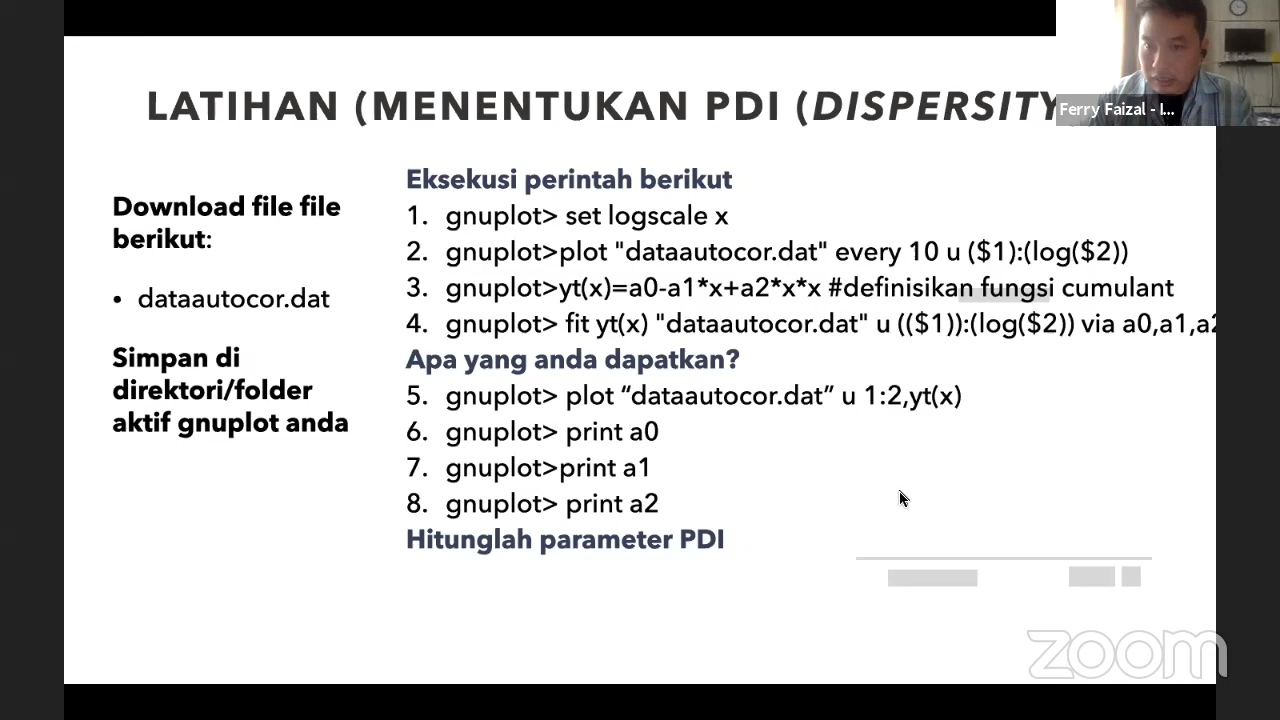 LATIHAN (MENENTUKAN PDI (DISPERSITY
Ferry Faizal - I...
Download file file
berikut:
• dataautocor.dat
Simpan di
direktori/folder
aktif gnuplot anda
Eksekusi perintah berikut
1. gnuplot> set logscale x
2. gnuplot>plot "dataautocor.dat" every 10 u ($1):(log($2))
3. gnuplot>yt(x)=a0-a1*x+a2*x*x #definisikan fungsi cumulant
4. gnuplot> fit yt(x) "dataautocor.dat" u (($1)):(log($2)) via a0,a1,a2
Apa yang anda dapatkan?
5. gnuplot> plot “dataautocor.dat” u 1:2,yt(x)
6. gnuplot> print a0
7. gnuplot>print a1
8. gnuplot> print a2
Hitunglah parameter PDI
zoom